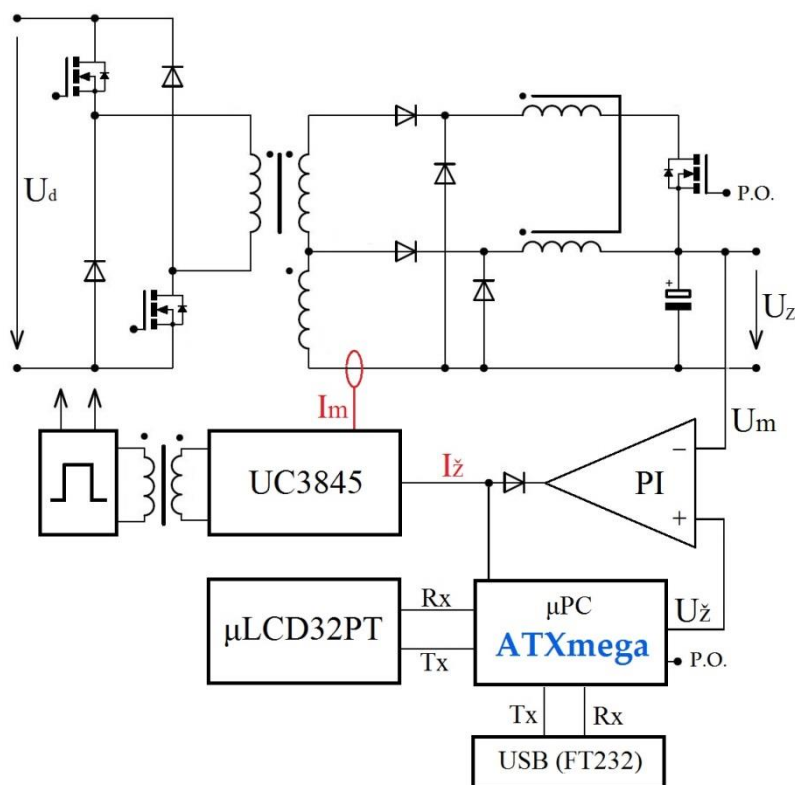 Ud
P.O.
Uz
Im
Um
UC3845
Iž
−
PI
+
μLCD32PT
Rx
Tx
μPC
ATXmega
Už
P.O.
Tx
Rx
USB (FT232)
+